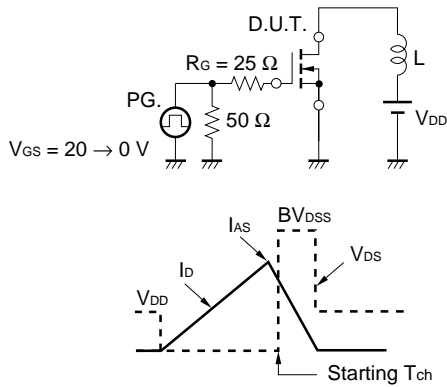 D.U.T.
RG = 25 Ω
L
PG.
50 Ω
VDD
VGS = 20 → 0 V
BVDSS
IAS
ID
VDS
VDD
Starting Tch